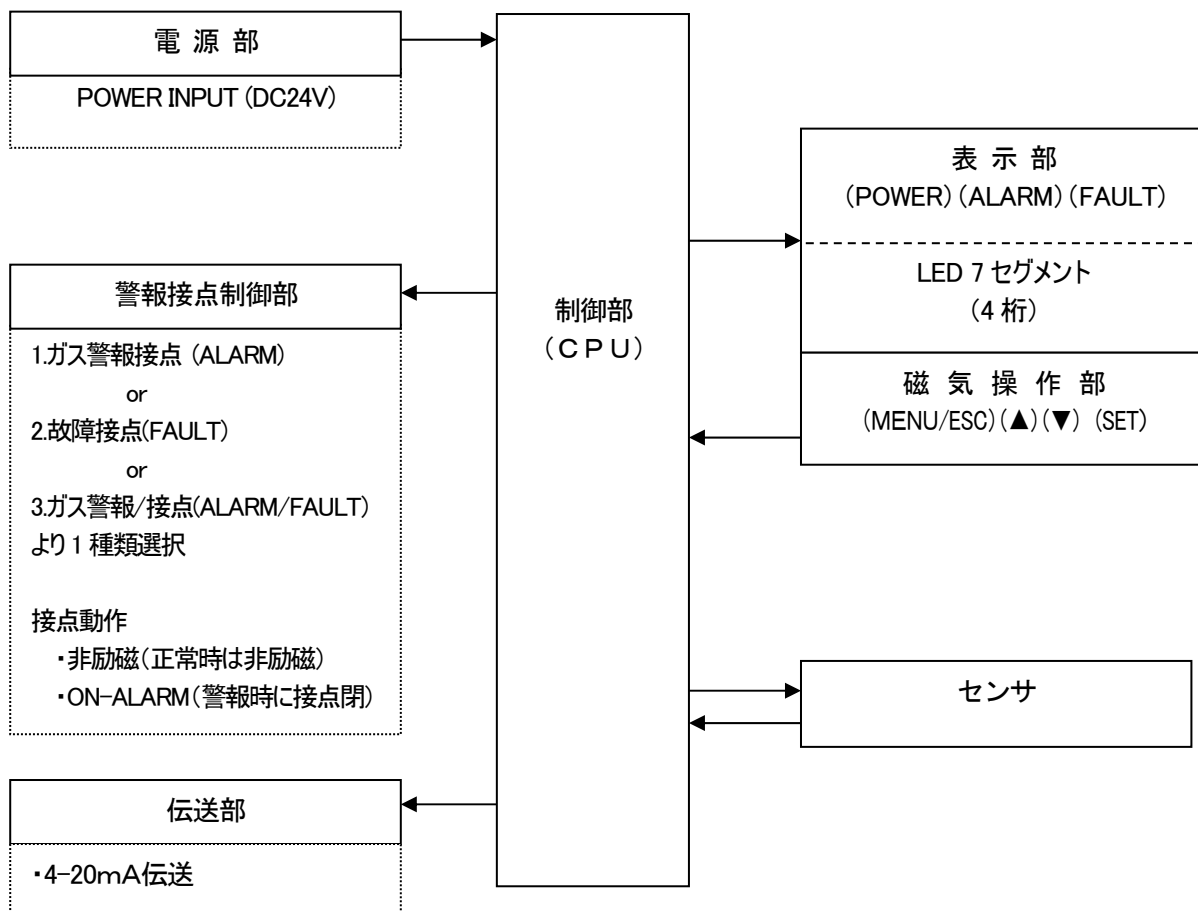 電 源 部
POWER INPUT (DC24V)
警報接点制御部
1.ガス警報接点 (ALARM)
or
2.故障接点(FAULT)
or
3.ガス警報/接点(ALARM/FAULT)
より 1 種類選択
接点動作
・非励磁(正常時は非励磁)
・ON-ALARM(警報時に接点閉)
伝送部
・4-20mA伝送
制御部
(CPU)
表 示 部
(POWER)(ALARM)(FAULT)
LED 7 セグメント
(4 桁)
磁 気 操 作 部
(MENU/ESC)(▲)(▼) (SET)
センサ